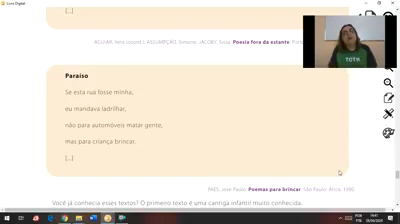 Livro Digital
[...]
AGUIAR, Vera (coord.); ASSUMPÇÃO, Simone; JACOBY, Sissa. Poesia fora da estante.
Paraíso
Se esta rua fosse minha,
eu mandava ladrilhar,
não para automóveis matar gente,
mas para criança brincar.
[...]
PAES, José Paulo. Poemas para brincar. São Paulo: Ática, 1990.
Você já conhecia esses textos? O primeiro texto é uma cantiga infantil muito conhecida.